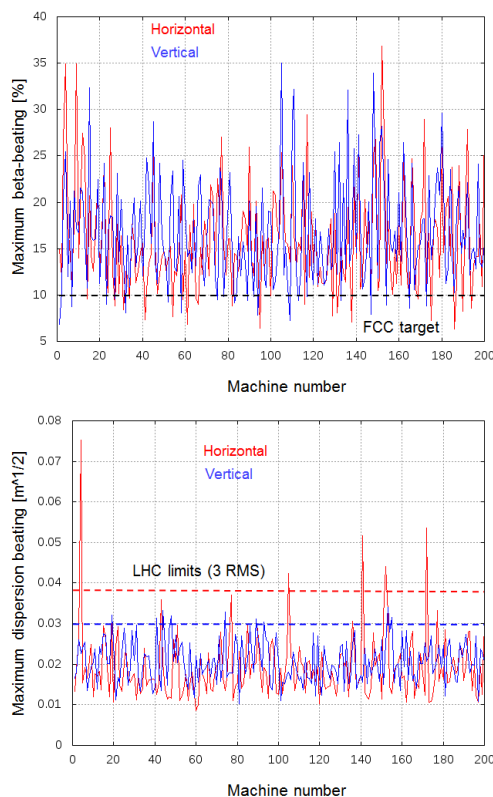 40
35
30
25
20
15
10
5
Maximum beta-beating [%]
Horizontal
Vertical
FCC target
0 20 40 60 80 100 120 140 160 180 200
Machine number
0.08
0.07
0.06
0.05
0.04
0.03
0.02
0.01
0
Maximum dispersion beating [m^1/2]
Horizontal
Vertical
LHC limits (3 RMS)
0 20 40 60 80 100 120 140 160 180 200
Machine number